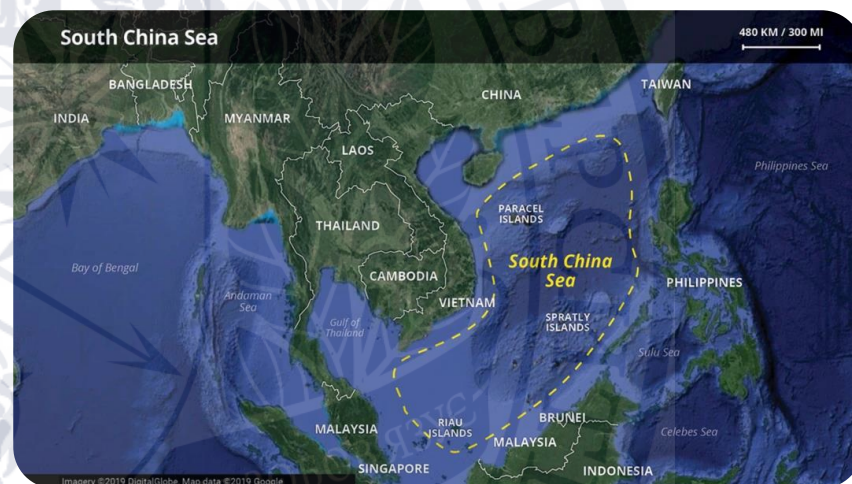 South China Sea
480 KM / 300 MI
BANGLADESH
TAIWAN
CHINA
INDIA
MYANMAR
LAOS
Philippines Sea
PARACEL
ISLANDS
THAILAND
South China
Sea
Bay of Bengal
CAMBODIA
PHILIPPINES
Andaman
Sea
VIETNAM
Gulf of
Thailand
SPRATLY
ISLANDS
Sulu Sea
BRUNEI
RIAU
ISLANDS
MALAYSIA
Celebes Sea
MALAYSIA
SINGAPORE
INDONESIA
Imagery ©2019 DigitalGlobe, Map data ©2019 Google